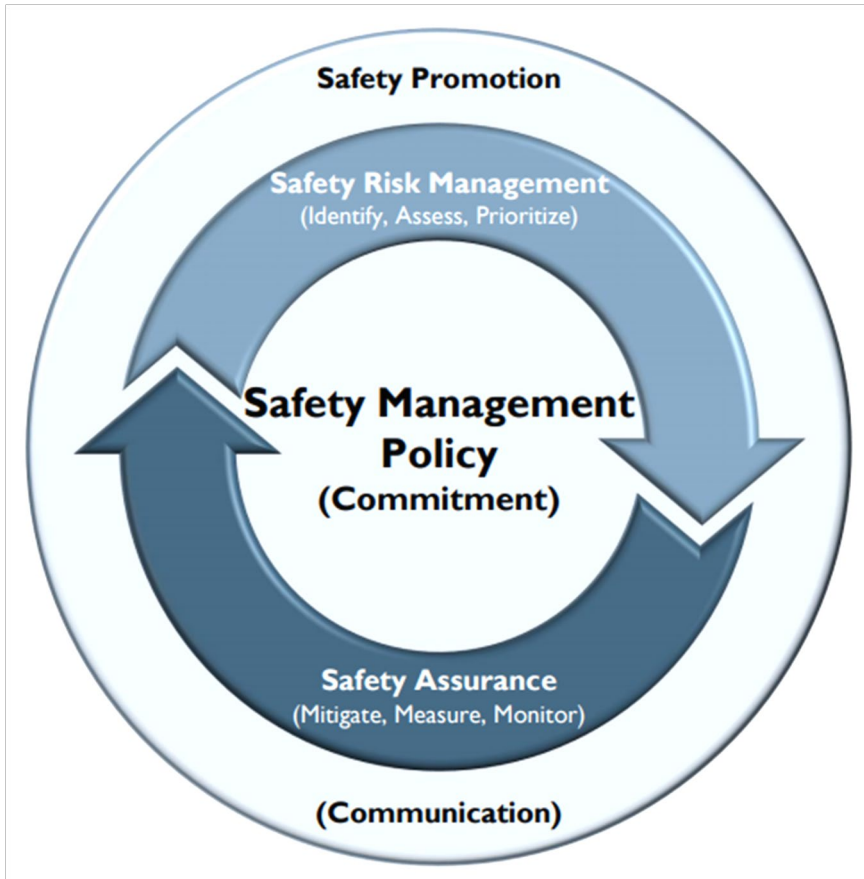 Safety Promotion
Safety Risk Management
(Identify, Assess, Prioritize)
Safety Management
Policy
(Commitment)
Safety Assurance
(Mitigate, Measure, Monitor)
(Communication)